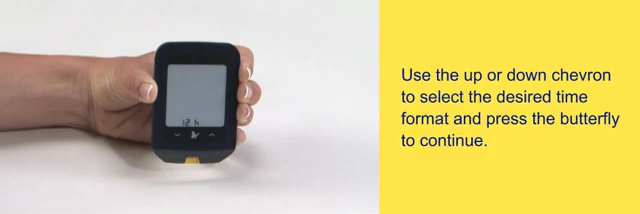 12 h
Use the up or down chevron
to select the desired time
format and press the butterfly
to continue.